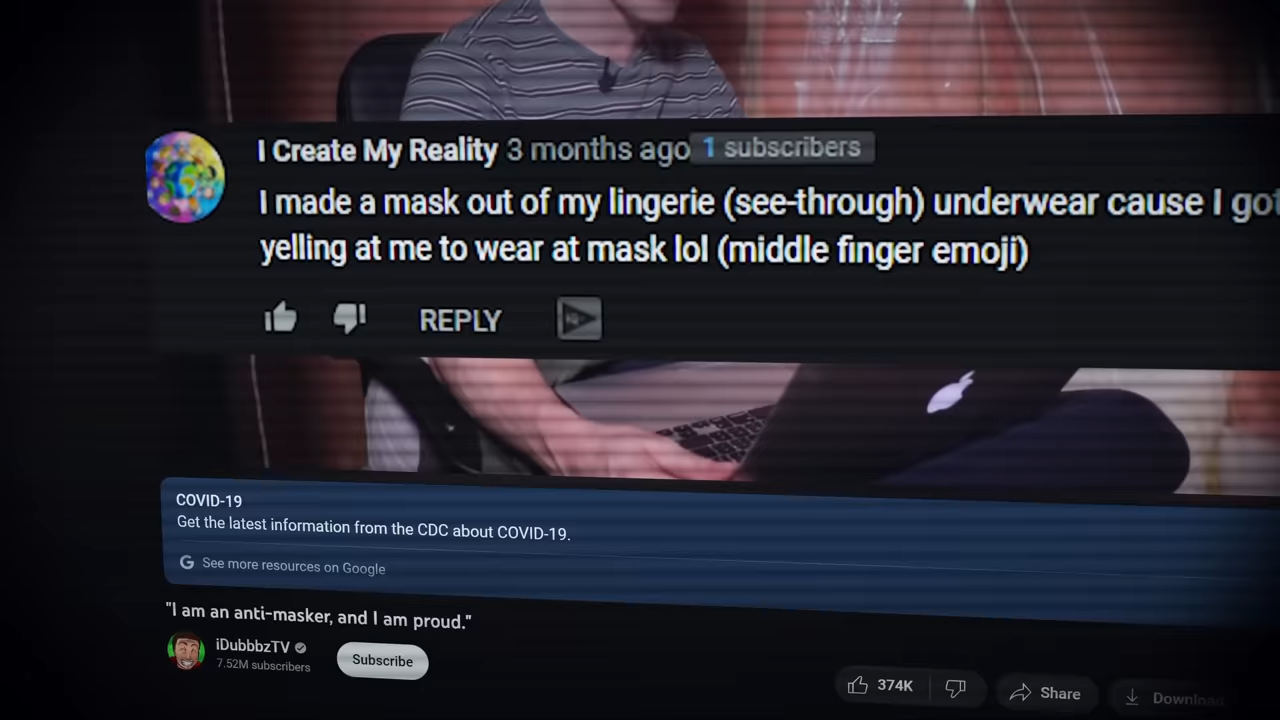 I Create My Reality 3 months ago 1 subscribers
I made a mask out of my lingerie (see-through) underwear cause I got
yelling at me to wear at mask lol (middle finger emoji)
REPLY
COVID-19
Get the latest information from the CDC about COVID-19.
See more resources on Google
"I am an anti-masker, and I am proud."
iDubbbzTV
7.52M subscribers
Subscribe
374K
Share
Download